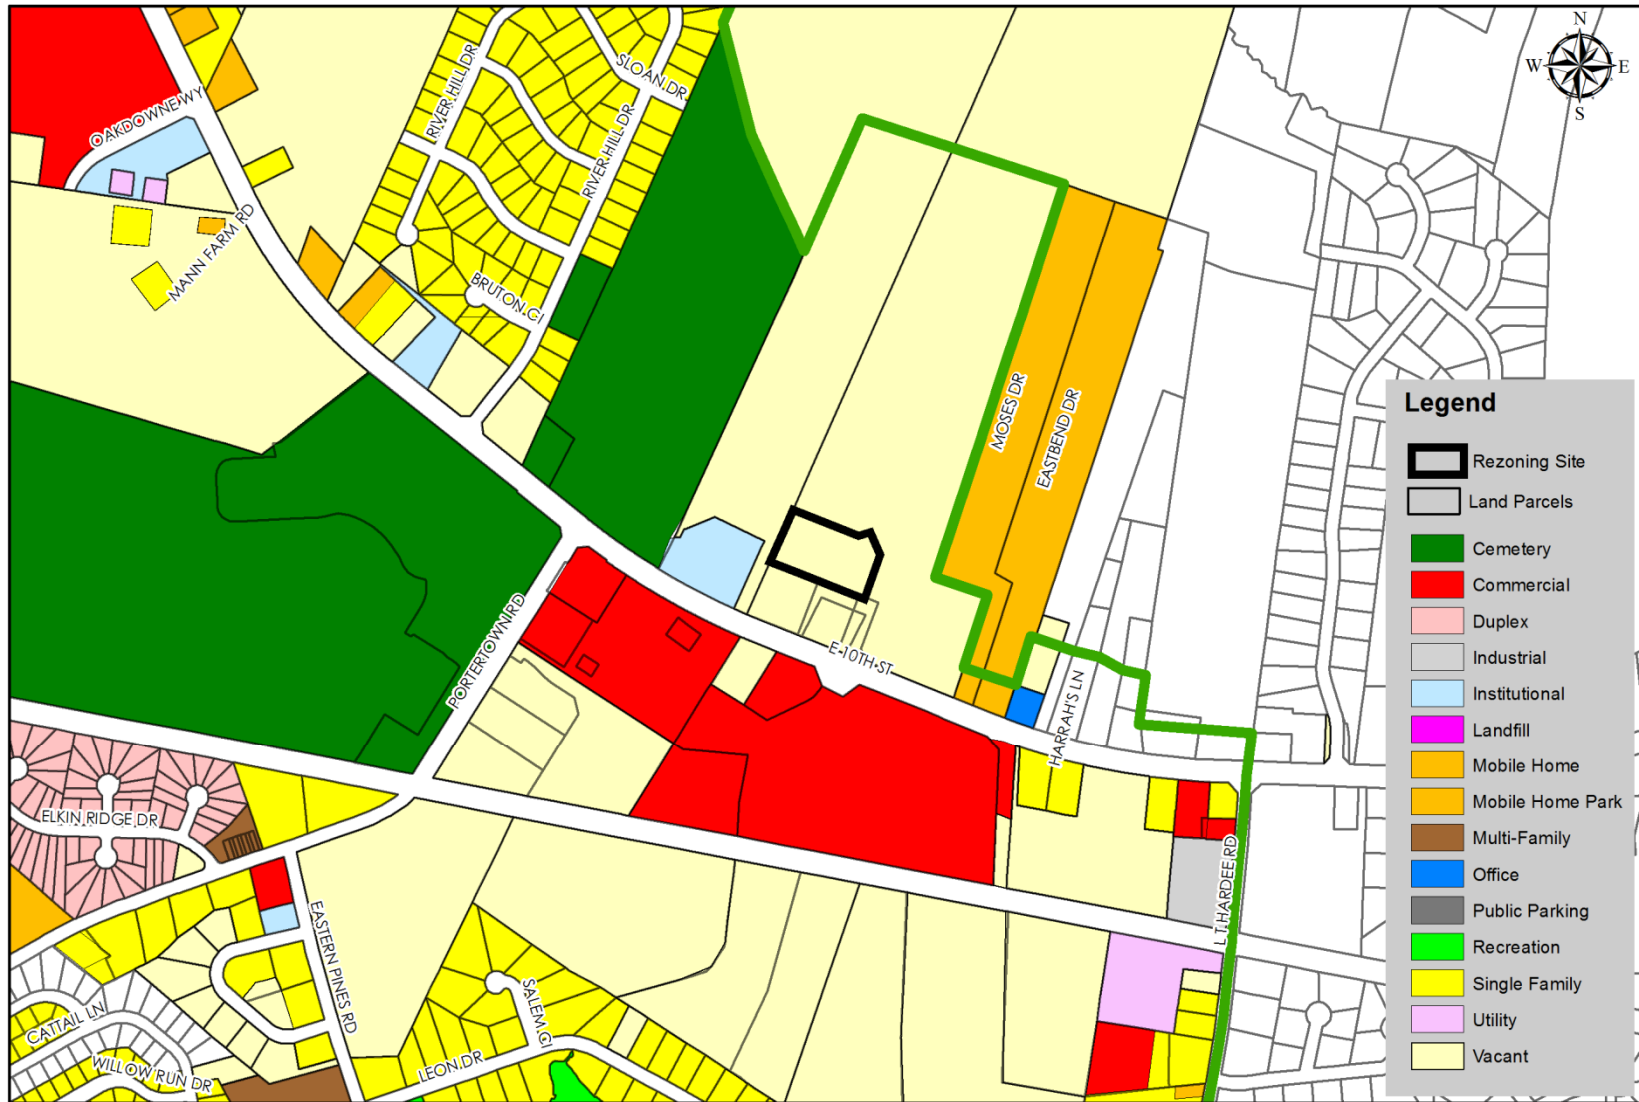 N
W E
S
SLOAN DR
RIVER HILL DR
RIVER HILL DR
OAKDOWNE WY
MANN FARM RD
BRUTON CI
MOSES DR
EASTBEND DR
PORTERTOWN RD
E 10TH ST
HARRAH'S LN
ELKIN RIDGE DR
L T HARDEE RD
EASTERN PINES RD
SALEM CI
CATTAIL LN
WILLOW RUN DR
LEON DR
Legend
Rezoning Site
Land Parcels
Cemetery
Commercial
Duplex
Industrial
Institutional
Landfill
Mobile Home
Mobile Home Park
Multi-Family
Office
Public Parking
Recreation
Single Family
Utility
Vacant